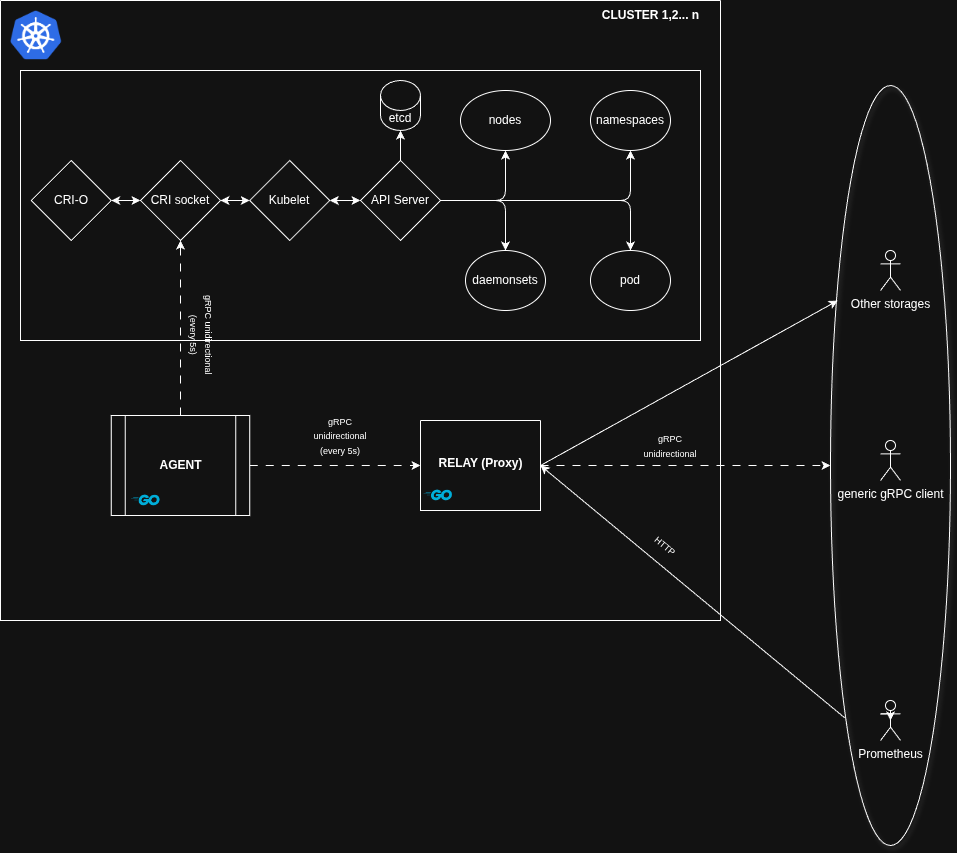 CLUSTER 1,2... n
etcd
nodes
namespaces
CRI-O
CRI socket
Kubelet
API Server
daemonsets
pod
gRPC unidirectional
(every 5s)
Other storages
AGENT
GO
gRPC
unidirectional
(every 5s)
RELAY (Proxy)
GO
gRPC
unidirectional
generic gRPC client
HTTP
Prometheus